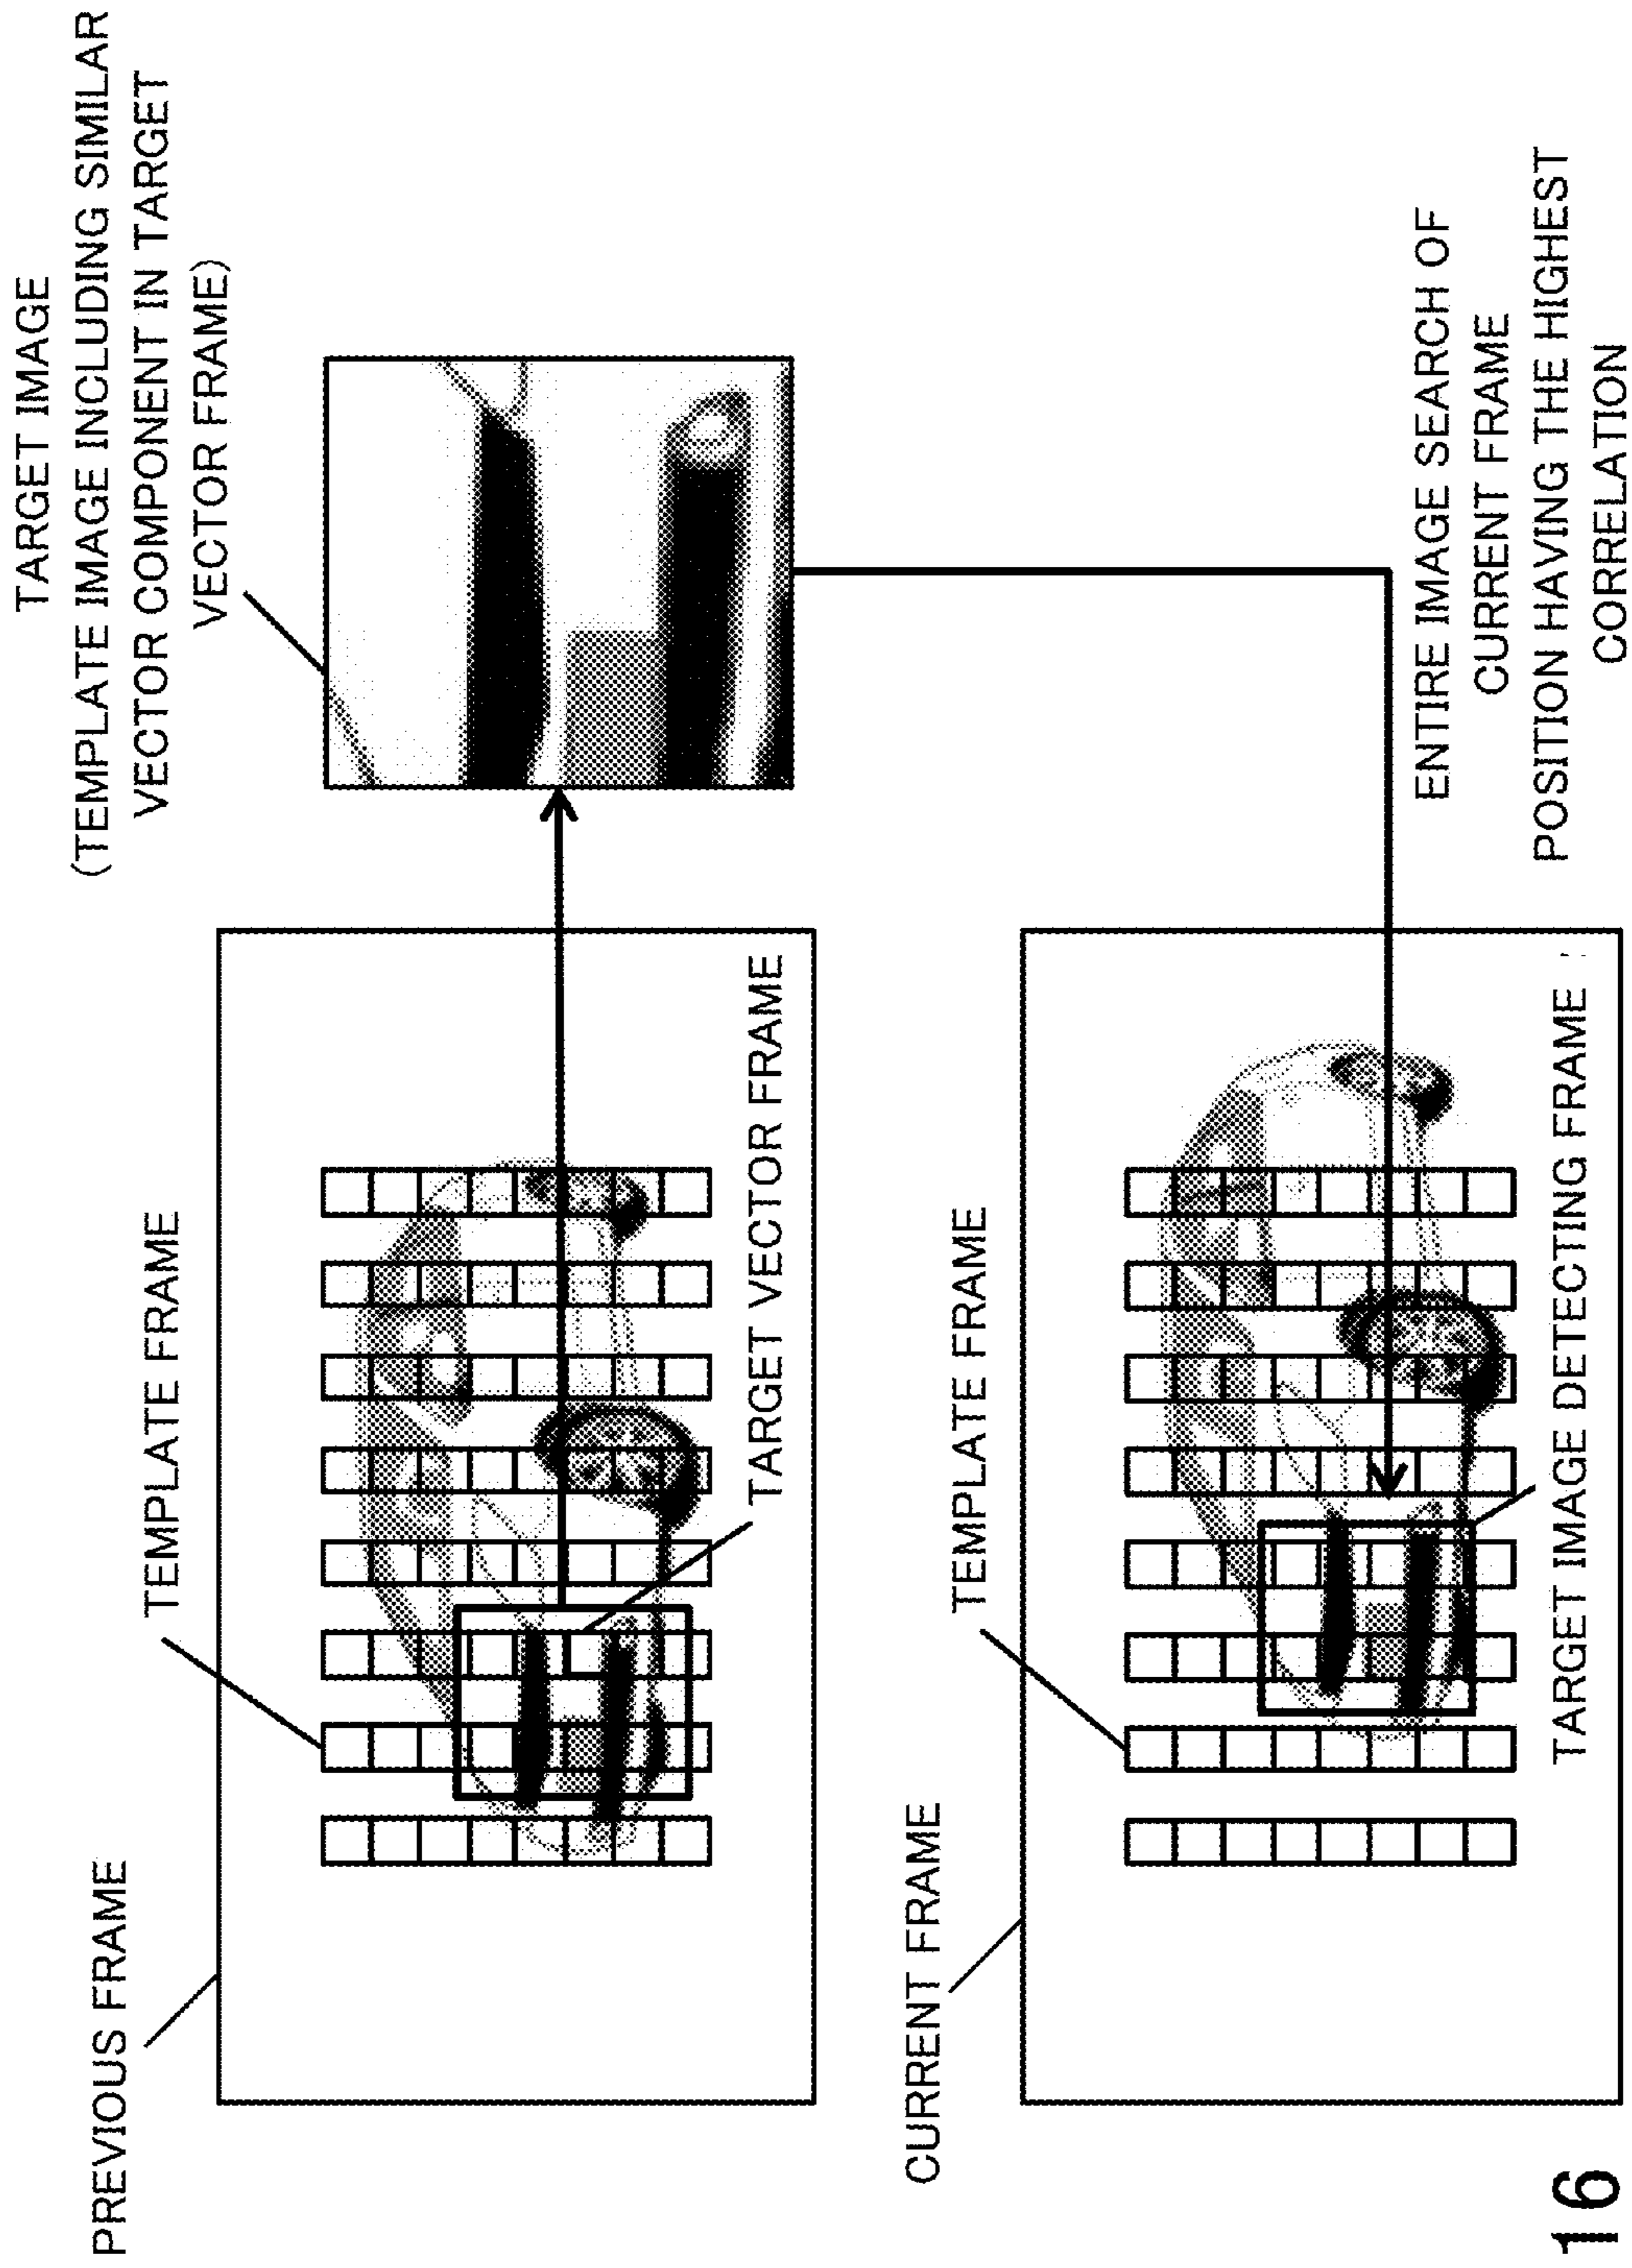 PREVIOUS FRAME
TEMPLATE FRAME
TARGET IMAGE
(TEMPLATE IMAGE INCLUDING SIMILAR
VECTOR COMPONENT IN TARGET
VECTOR FRAME)
TARGET VECTOR FRAME
CURRENT FRAME
TEMPLATE FRAME
ENTIRE IMAGE SEARCH OF
CURRENT FRAME
POSITION HAVING THE HIGHEST
CORRELATION
TARGET IMAGE DETECTING FRAME
16